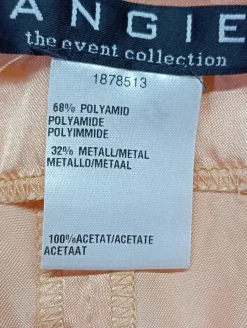 ANGIE
the event collection
1878513
68% POLYAMID
POLYAMIDE
POLYIMMIDE
32% METALL/METAL
METALLO/METAAL
100%ACETAT/ACETATE
ACETAAT